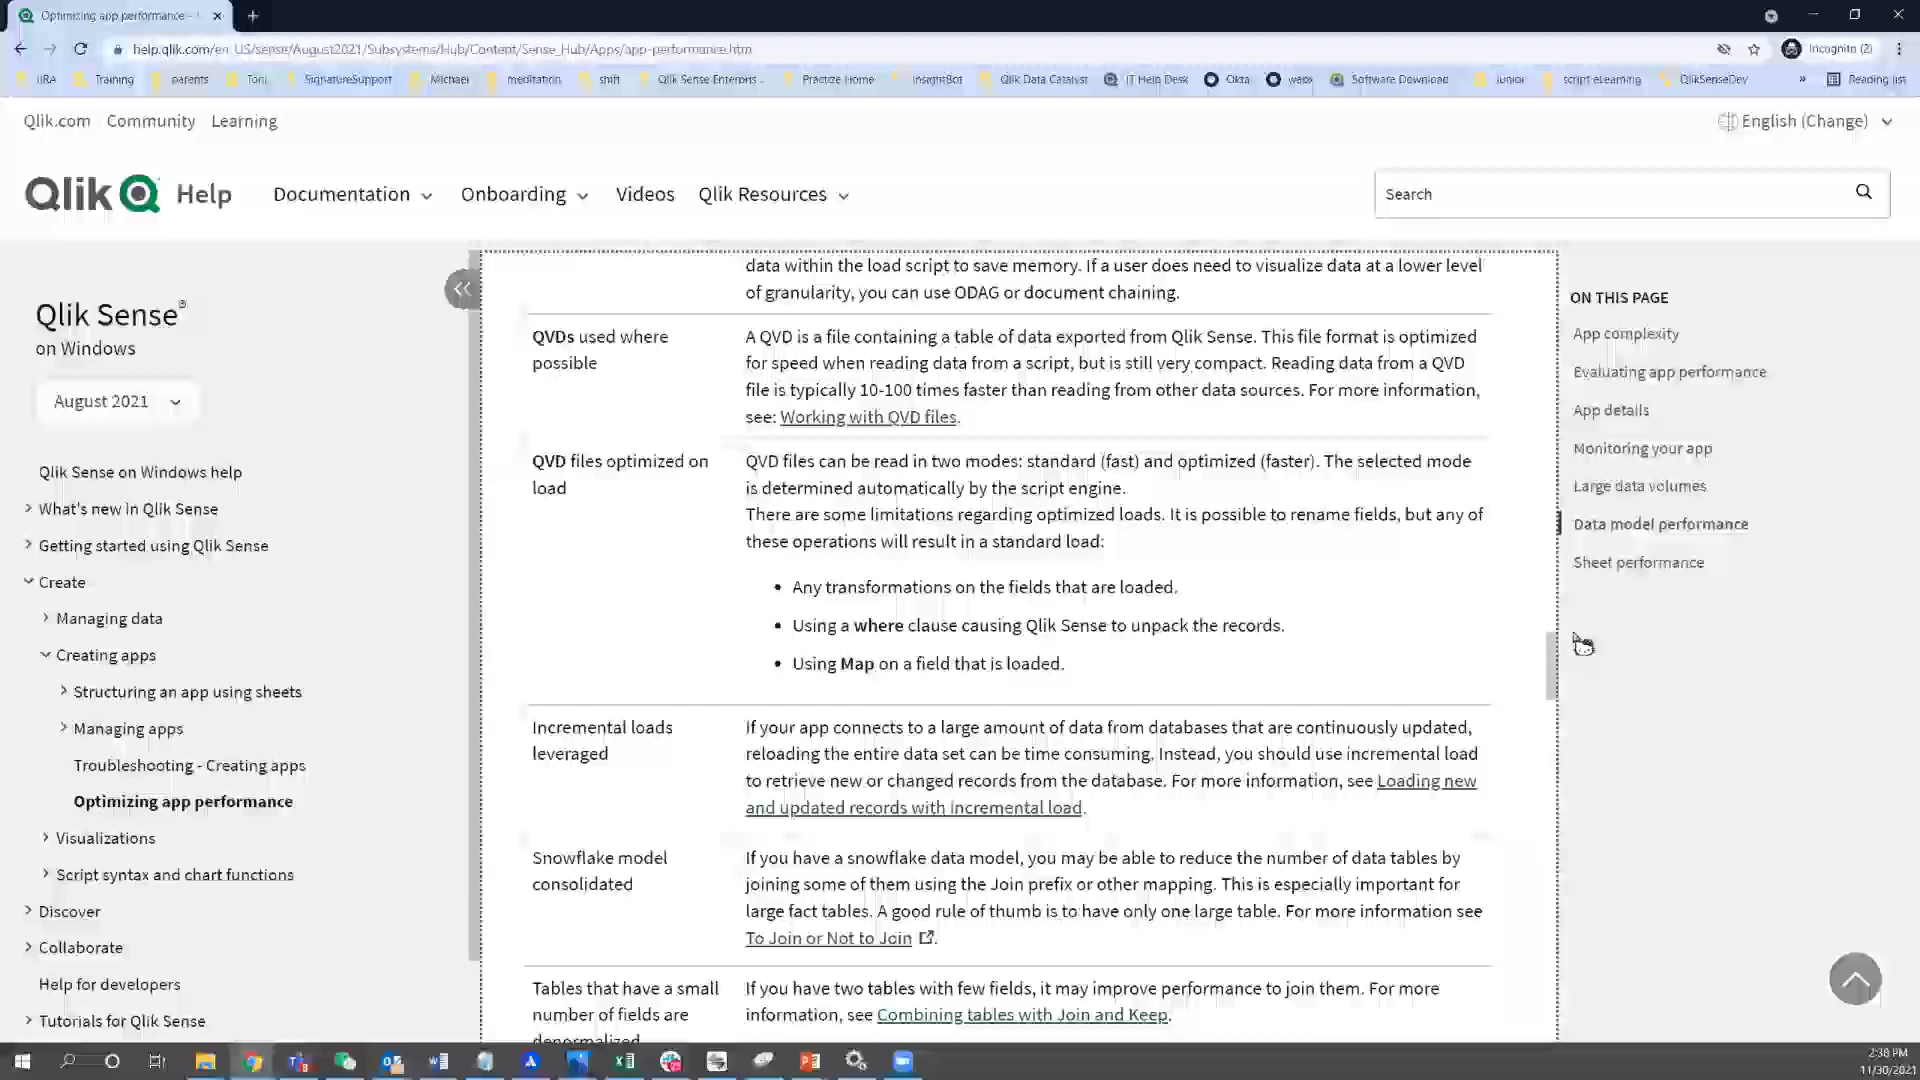 Optimizing app performance -
help.qlik.com/en-US/sense/August2021/Subsystems/Hub/Content/Sense_Hub/Apps/app-performance.htm
Incognito (2)
JIRA Training parents Toni SignatureSupport Michael meditation shift Qlik Sense Enterpris... Practize Home InsightBot Qlik Data Catalyst IT Help Desk Okta webx Software Download Junior script eLearning QlikSenseDev » Reading list
Qlik.com Community Learning
English (Change)
Qlik Help Documentation Onboarding Videos Qlik Resources
Search
Qlik Sense®
on Windows
August 2021
Qlik Sense on Windows help
What's new in Qlik Sense
Getting started using Qlik Sense
Create
Managing data
Creating apps
Structuring an app using sheets
Managing apps
Troubleshooting - Creating apps
Optimizing app performance
Visualizations
Script syntax and chart functions
Discover
Collaborate
Help for developers
Tutorials for Qlik Sense
data within the load script to save memory. If a user does need to visualize data at a lower level
of granularity, you can use ODAG or document chaining.
QVDs used where
possible
A QVD is a file containing a table of data exported from Qlik Sense. This file format is optimized
for speed when reading data from a script, but is still very compact. Reading data from a QVD
file is typically 10-100 times faster than reading from other data sources. For more information,
see: Working with QVD files.
QVD files optimized on
load
QVD files can be read in two modes: standard (fast) and optimized (faster). The selected mode
is determined automatically by the script engine.
There are some limitations regarding optimized loads. It is possible to rename fields, but any of
these operations will result in a standard load:
• Any transformations on the fields that are loaded.
• Using a where clause causing Qlik Sense to unpack the records.
• Using Map on a field that is loaded.
Incremental loads
leveraged
If your app connects to a large amount of data from databases that are continuously updated,
reloading the entire data set can be time consuming. Instead, you should use incremental load
to retrieve new or changed records from the database. For more information, see Loading new
and updated records with incremental load.
Snowflake model
consolidated
If you have a snowflake data model, you may be able to reduce the number of data tables by
joining some of them using the Join prefix or other mapping. This is especially important for
large fact tables. A good rule of thumb is to have only one large table. For more information see
To Join or Not to Join.
Tables that have a small
number of fields are
denormalized
If you have two tables with few fields, it may improve performance to join them. For more
information, see Combining tables with Join and Keep.
ON THIS PAGE
App complexity
Evaluating app performance
App details
Monitoring your app
Large data volumes
Data model performance
Sheet performance
2:38 PM
11/30/2021